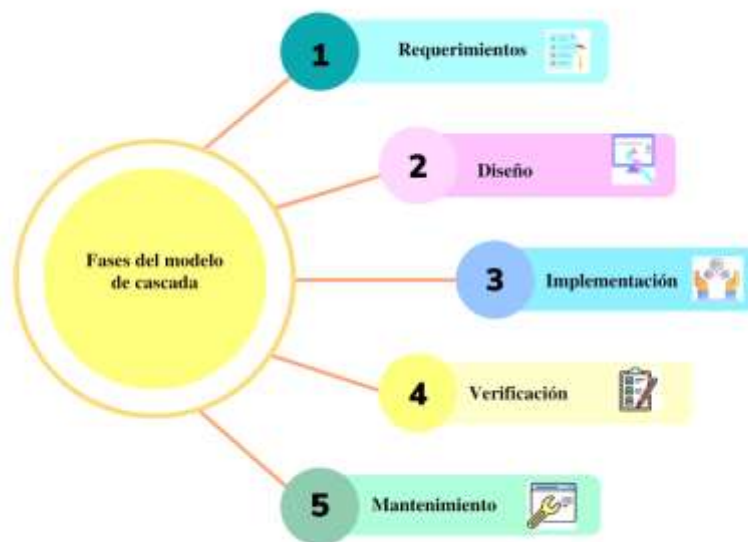 1
Requerimientos
2
Diseño
Fases del modelo
de cascada
3
Implementación
4
Verificación
5
Mantenimiento